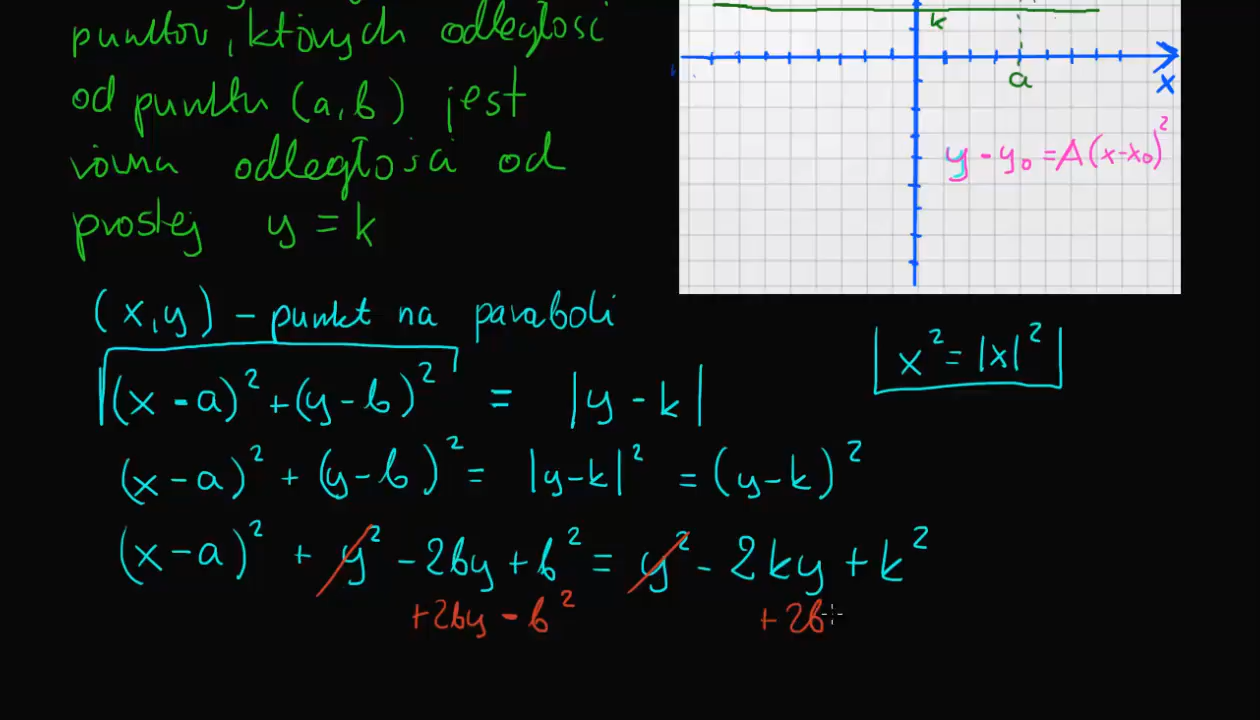 punktów, których odległość
od punktu (a, b) jest
równa odległości od
prostej y = k
k
a
x
y - y₀ = A(x-x₀)²
(x, y) - punkt na paraboli
√((x - a)² + (y - b)²) = |y - k|
x² = |x|²
(x - a)² + (y - b)² = |y - k|² = (y - k)²
(x - a)² + y² - 2by + b² = y² - 2ky + k²
+2by - b² +2b